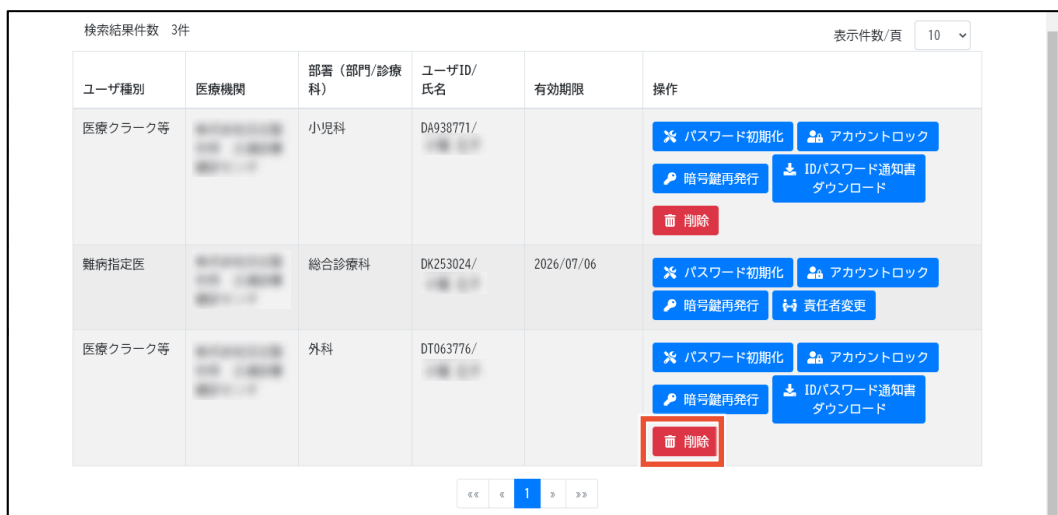 検索結果件数　3件
表示件数/頁　10
ユーザ種別　医療機関　部署（部門/診療科）　ユーザID/氏名　有効期限　操作
医療クラーク等　小児科　DA938771/
パスワード初期化　アカウントロック
暗号鍵再発行　IDパスワード通知書ダウンロード
削除
難病指定医　総合診療科　DK253024/　2026/07/06
パスワード初期化　アカウントロック
暗号鍵再発行　責任者変更
医療クラーク等　外科　DT063776/
パスワード初期化　アカウントロック
暗号鍵再発行　IDパスワード通知書ダウンロード
削除
««　«　1　»　»»